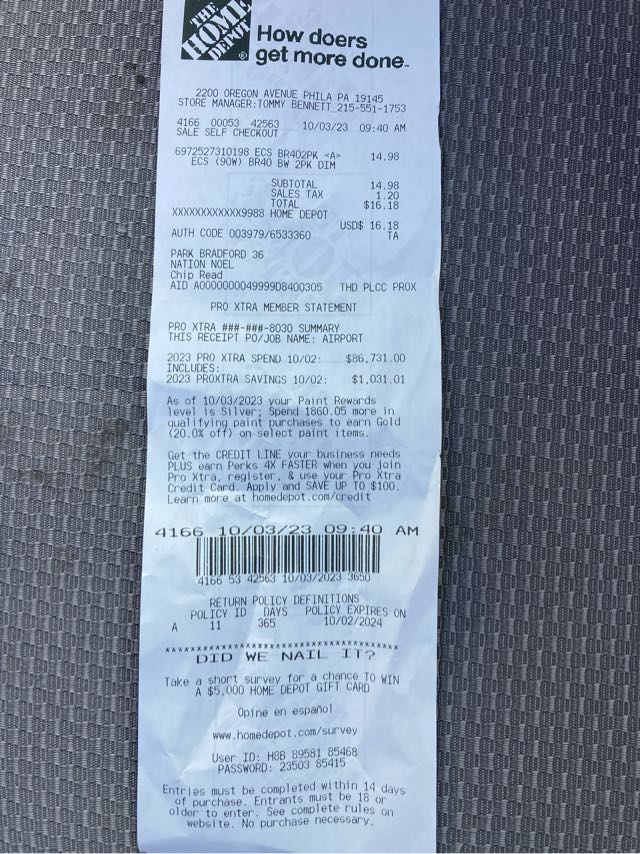 THE
HOME
DEPOT
How doers
get more done.
2200 OREGON AVENUE PHILA PA 19145
STORE MANAGER:TOMMY BENNETT 215-551-1753
4166 00053 42563 10/03/23 09:40 AM
SALE SELF CHECKOUT
6972527310198 ECS BR402PK <A> 14.98
ECS (90W) BR40 BW 2PK DIM
SUBTOTAL 14.98
SALES TAX 1.20
TOTAL $16.18
XXXXXXXXXXXX9988 HOME DEPOT
USD$ 16.18
AUTH CODE 003979/6533360 TA
PARK BRADFORD 36
NATION NOEL
Chip Read
AID A0000000049999D8400305 THD PLCC PROX
PRO XTRA MEMBER STATEMENT
PRO XTRA ###-###-8030 SUMMARY
THIS RECEIPT PO/JOB NAME: AIRPORT
2023 PRO XTRA SPEND 10/02: $86,731.00
INCLUDES:
2023 PROXTRA SAVINGS 10/02: $1,031.01
As of 10/03/2023 your Paint Rewards
level is Silver; Spend 1860.05 more in
qualifying paint purchases to earn Gold
(20.0% off) on select paint items.
Get the CREDIT LINE your business needs
PLUS earn Perks 4X FASTER when you join
Pro Xtra, register, & use your Pro Xtra
Credit Card. Apply and SAVE UP TO $100.
Learn more at homedepot.com/credit
4166 10/03/23 09:40 AM
4166 53 42563 10/03/2023 3650
RETURN POLICY DEFINITIONS
POLICY ID DAYS POLICY EXPIRES ON
A 11 365 10/02/2024
****************************************
DID WE NAIL IT?
Take a short survey for a chance TO WIN
A $5,000 HOME DEPOT GIFT CARD
Opine en español
www.homedepot.com/survey
User ID: H8B 89581 85468
PASSWORD: 23503 85415
Entries must be completed within 14 days
of purchase. Entrants must be 18 or
older to enter. See complete rules on
website. No purchase necessary.